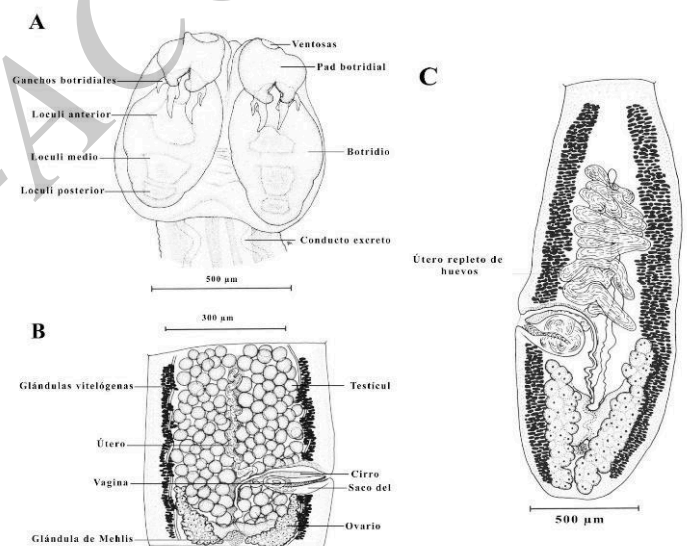 A
Ventosas
Pad botridial
Ganchos botridiales
Loculi anterior
Loculi medio
Botridio
Loculi posterior
Conducto excreto
500 µm
300 µm
B
Glándulas vitelógenas
Testícul
Útero
Vagina
Cirro
Saco del
Ovario
Glándula de Mehlis
C
Útero repleto de
huevos
500 µm